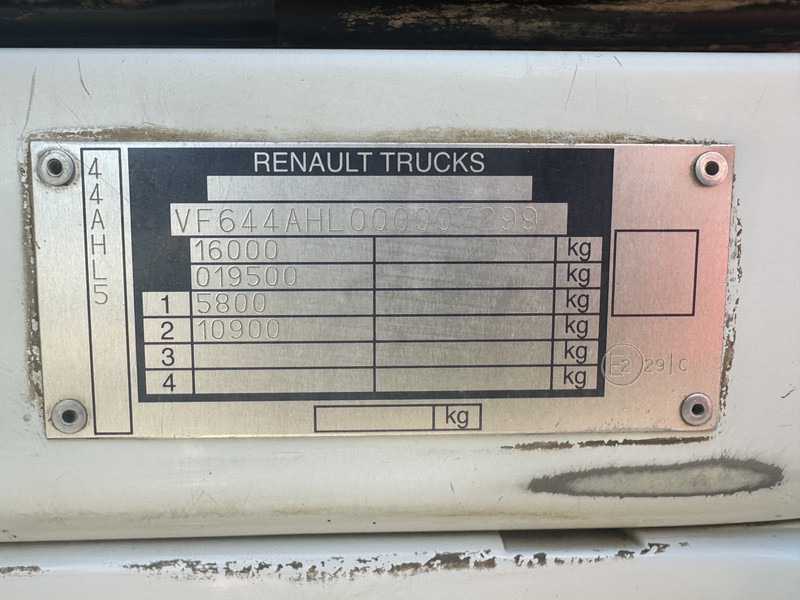 44AHL5
RENAULT TRUCKS
16000 kg
019500 kg
1 5800 kg
2 10900 kg
3 kg
4 kg
kg
E2 29 / C